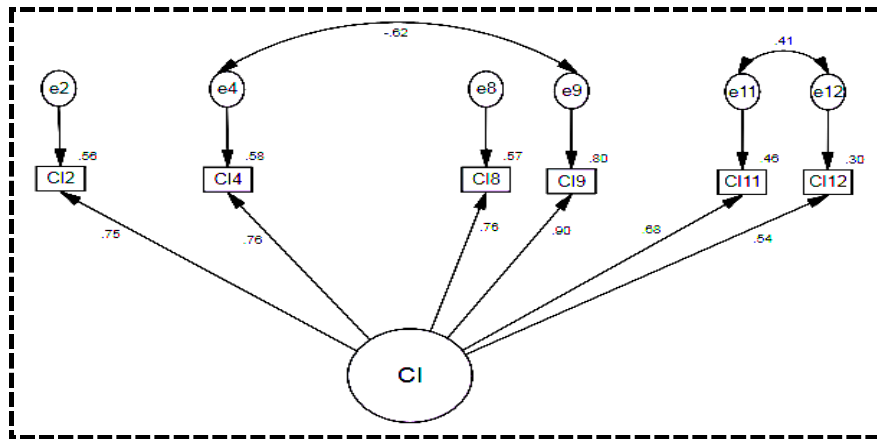 -.62
.41
e2 e4 e8 e9 e11 e12
.56 .58 .57 .80 .46 .30
CI2 CI4 CI8 CI9 CI11 CI12
.75 .76 .76 .90 .68 .54
CI